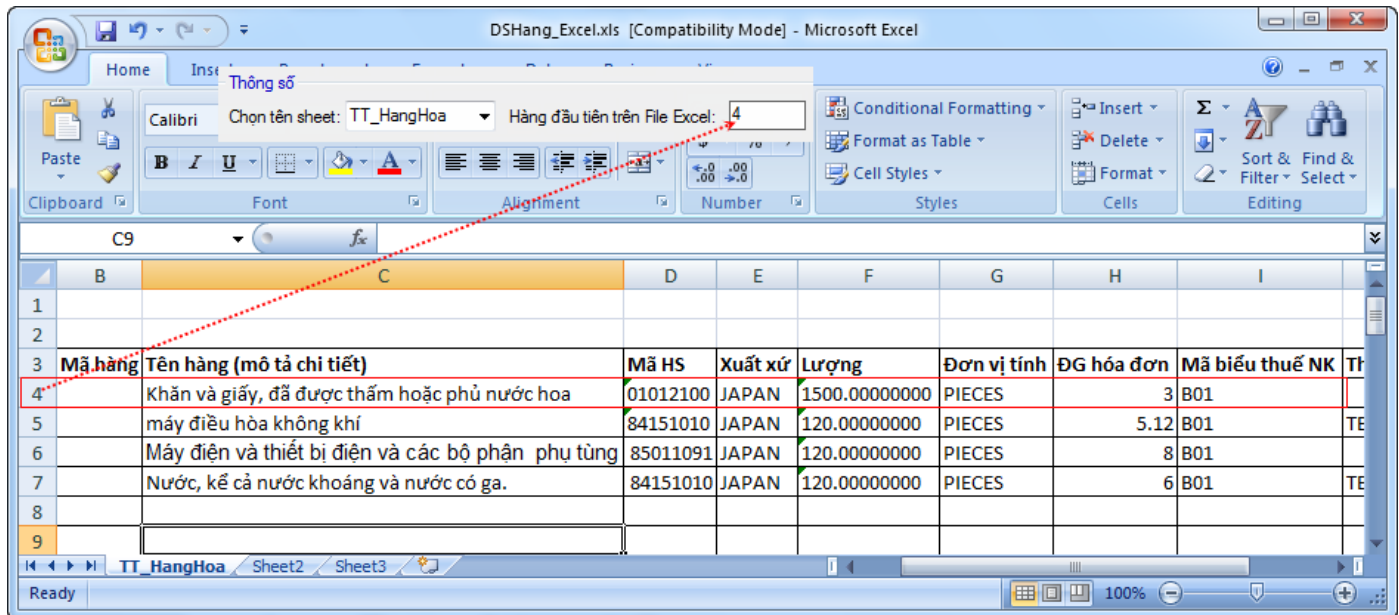 DSHang_Excel.xls [Compatibility Mode] - Microsoft Excel
Home
Thông số
Chọn tên sheet: TT_HangHoa Hàng đầu tiên trên File Excel: 4
Paste
Clipboard
Calibri
B I U
Font
Alignment
Number
Conditional Formatting
Format as Table
Cell Styles
Styles
Insert
Delete
Format
Cells
Σ
Sort & Filter
Find & Select
Editing
C9 fx
B C D E F G H I
1
2
3 Mã hàng Tên hàng (mô tả chi tiết) Mã HS Xuất xứ Lượng Đơn vị tính ĐG hóa đơn Mã biểu thuế NK
4 Khăn và giấy, đã được thấm hoặc phủ nước hoa 01012100 JAPAN 1500.00000000 PIECES 3 B01
5 máy điều hòa không khí 84151010 JAPAN 120.00000000 PIECES 5.12 B01
6 Máy điện và thiết bị điện và các bộ phận phụ tùng 85011091 JAPAN 120.00000000 PIECES 8 B01
7 Nước, kể cả nước khoáng và nước có ga. 84151010 JAPAN 120.00000000 PIECES 6 B01
8
9
TT_HangHoa Sheet2 Sheet3
Ready 100%